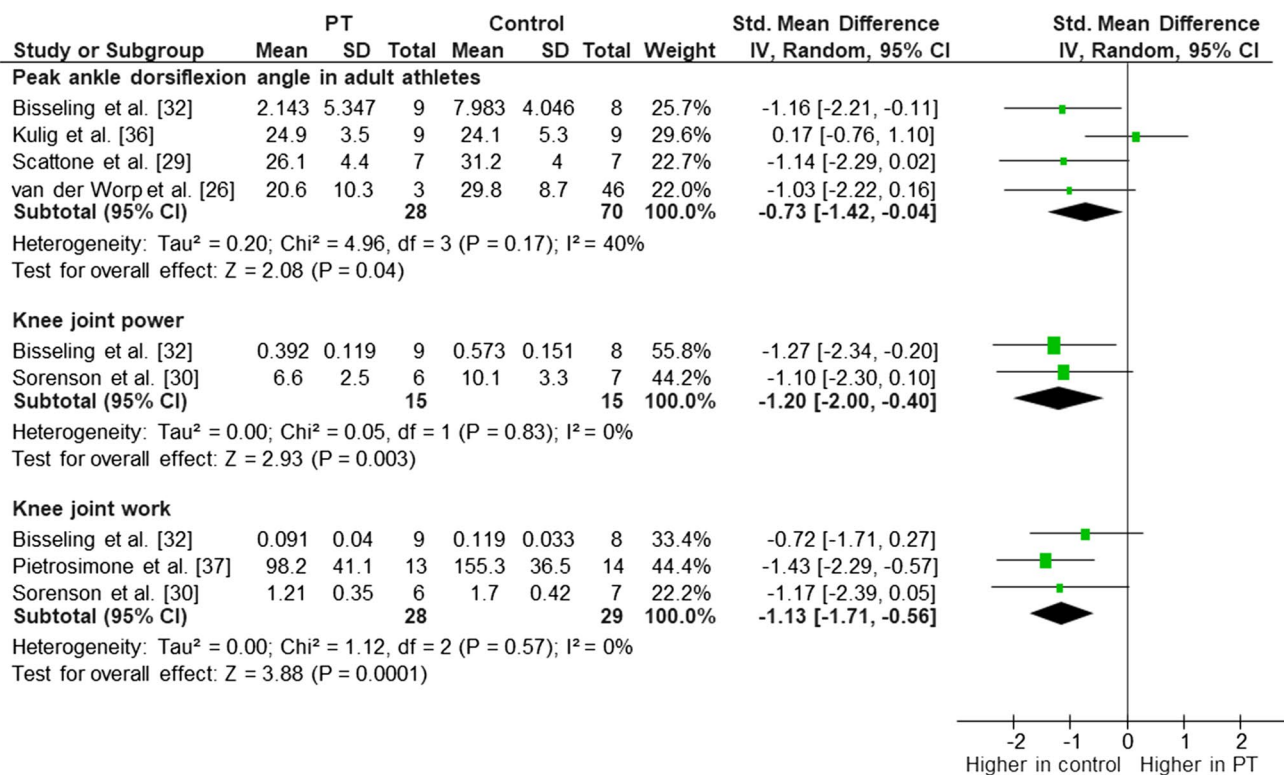 PT Control Std. Mean Difference Std. Mean Difference
Study or Subgroup Mean SD Total Mean SD Total Weight IV, Random, 95% CI IV, Random, 95% CI
Peak ankle dorsiflexion angle in adult athletes
Bisseling et al. [32] 2.143 5.347 9 7.983 4.046 8 25.7% -1.16 [-2.21, -0.11]
Kulig et al. [36] 24.9 3.5 9 24.1 5.3 9 29.6% 0.17 [-0.76, 1.10]
Scattone et al. [29] 26.1 4.4 7 31.2 4 7 22.7% -1.14 [-2.29, 0.02]
van der Worp et al. [26] 20.6 10.3 3 29.8 8.7 46 22.0% -1.03 [-2.22, 0.16]
Subtotal (95% CI) 28 70 100.0% -0.73 [-1.42, -0.04]
Heterogeneity: Tau² = 0.20; Chi² = 4.96, df = 3 (P = 0.17); I² = 40%
Test for overall effect: Z = 2.08 (P = 0.04)
Knee joint power
Bisseling et al. [32] 0.392 0.119 9 0.573 0.151 8 55.8% -1.27 [-2.34, -0.20]
Sorenson et al. [30] 6.6 2.5 6 10.1 3.3 7 44.2% -1.10 [-2.30, 0.10]
Subtotal (95% CI) 15 15 100.0% -1.20 [-2.00, -0.40]
Heterogeneity: Tau² = 0.00; Chi² = 0.05, df = 1 (P = 0.83); I² = 0%
Test for overall effect: Z = 2.93 (P = 0.003)
Knee joint work
Bisseling et al. [32] 0.091 0.04 9 0.119 0.033 8 33.4% -0.72 [-1.71, 0.27]
Pietrosimone et al. [37] 98.2 41.1 13 155.3 36.5 14 44.4% -1.43 [-2.29, -0.57]
Sorenson et al. [30] 1.21 0.35 6 1.7 0.42 7 22.2% -1.17 [-2.39, 0.05]
Subtotal (95% CI) 28 29 100.0% -1.13 [-1.71, -0.56]
Heterogeneity: Tau² = 0.00; Chi² = 1.12, df = 2 (P = 0.57); I² = 0%
Test for overall effect: Z = 3.88 (P = 0.0001)
-2 -1 0 1 2
Higher in control Higher in PT